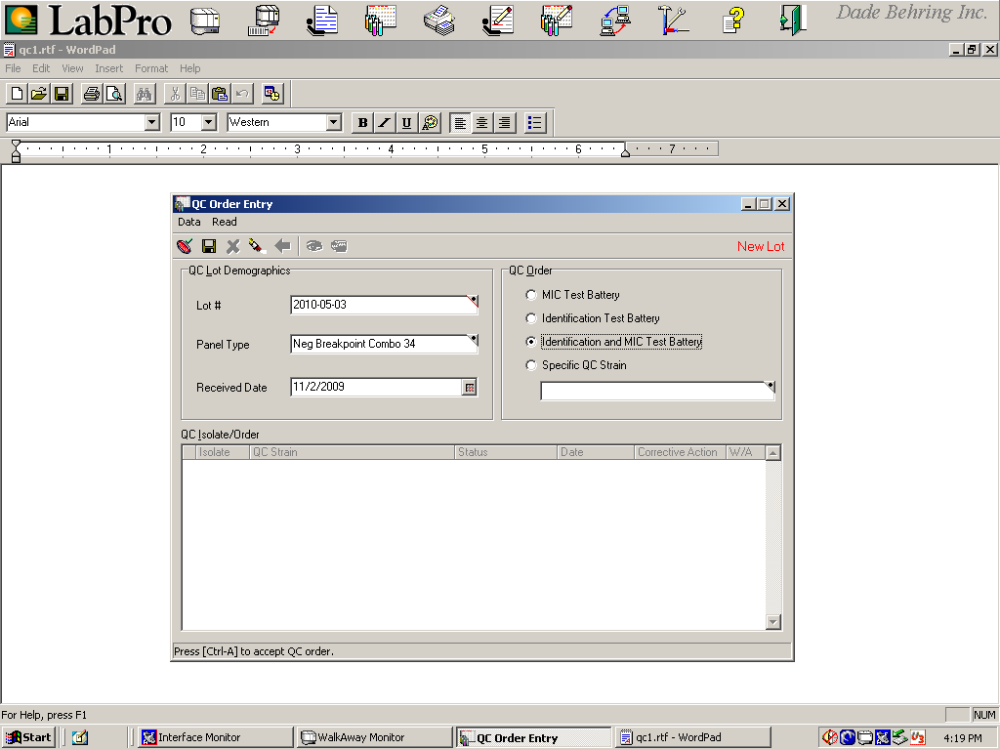 LabPro
Dade Behring Inc.
qc1.rtf - WordPad
File Edit View Insert Format Help
Arial 10 Western B I U
1 2 3 4 5 6 7
QC Order Entry
Data Read
New Lot
QC Lot Demographics
Lot # 2010-05-03
Panel Type Neg Breakpoint Combo 34
Received Date 11/2/2009
QC Order
MIC Test Battery
Identification Test Battery
Identification and MIC Test Battery
Specific QC Strain
QC Isolate/Order
Isolate QC Strain Status Date Corrective Action W/A
Press [Ctrl-A] to accept QC order.
For Help, press F1 NUM
Start Interface Monitor WalkAway Monitor QC Order Entry qc1.rtf - WordPad 4:19 PM